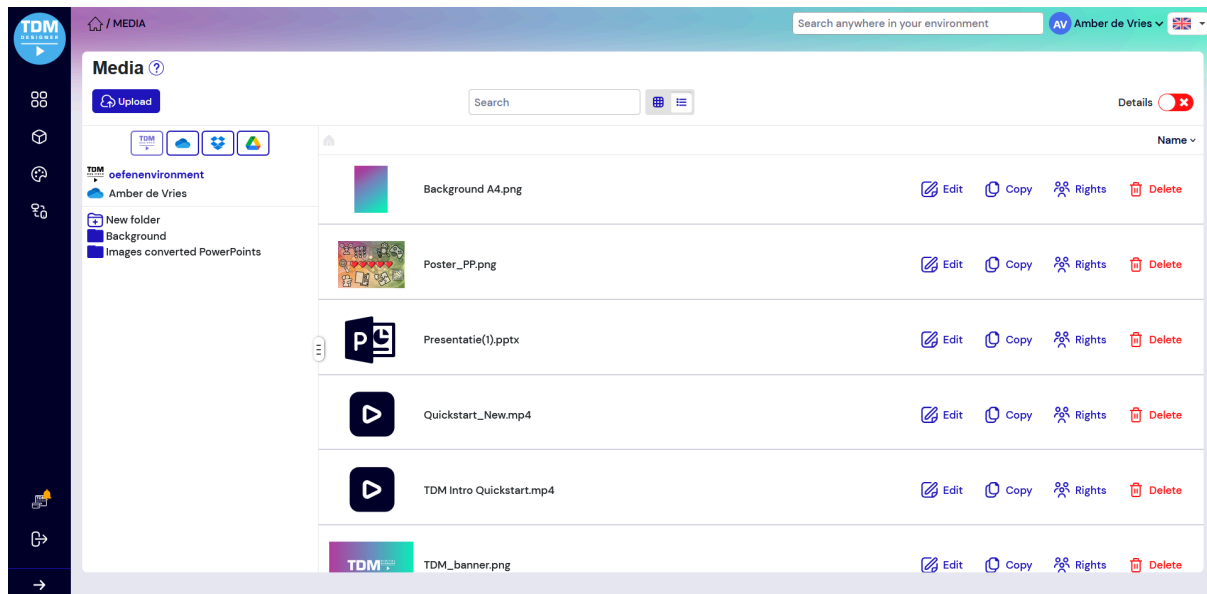 TDM
DESIGNER
/ MEDIA
Search anywhere in your environment
AV Amber de Vries
Media ?
Upload
Search
Details
TDM
Name
TDM oefenenvironment
Amber de Vries
New folder
Background
Images converted PowerPoints
Background A4.png
Edit Copy Rights Delete
Poster_PP.png
Edit Copy Rights Delete
P
Presentatie(1).pptx
Edit Copy Rights Delete
Quickstart_New.mp4
Edit Copy Rights Delete
TDM Intro Quickstart.mp4
Edit Copy Rights Delete
TDM
TDM_banner.png
Edit Copy Rights Delete